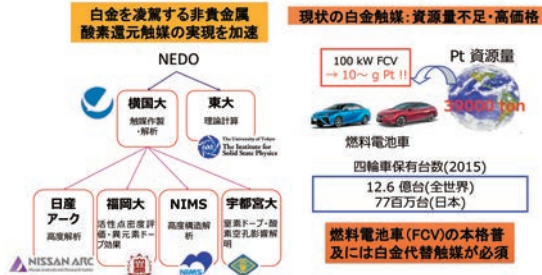 白金を凌駕する非貴金属
酸素還元触媒の実現を加速
NEDO
横国大
触媒作製
・解析
東大
理論計算
The University of Tokyo
The Institute for
Solid State Physics
日産
アーク
高度解析
福岡大
活性点密度評
価・異元素ドー
プ効果
NIMS
高度構造解
析
宇都宮大
窒素ドープ・酸
素空孔影響解
明
NISSAN ARC
NIMS
現状の白金触媒：資源量不足・高価格
100 kW FCV
→ 10～ g Pt !!
Pt 資源量
39000 ton
燃料電池車
四輪車保有台数(2015)
12.6 億台(全世界)
77百万台(日本)
燃料電池車(FCV)の本格普
及には白金代替触媒が必須